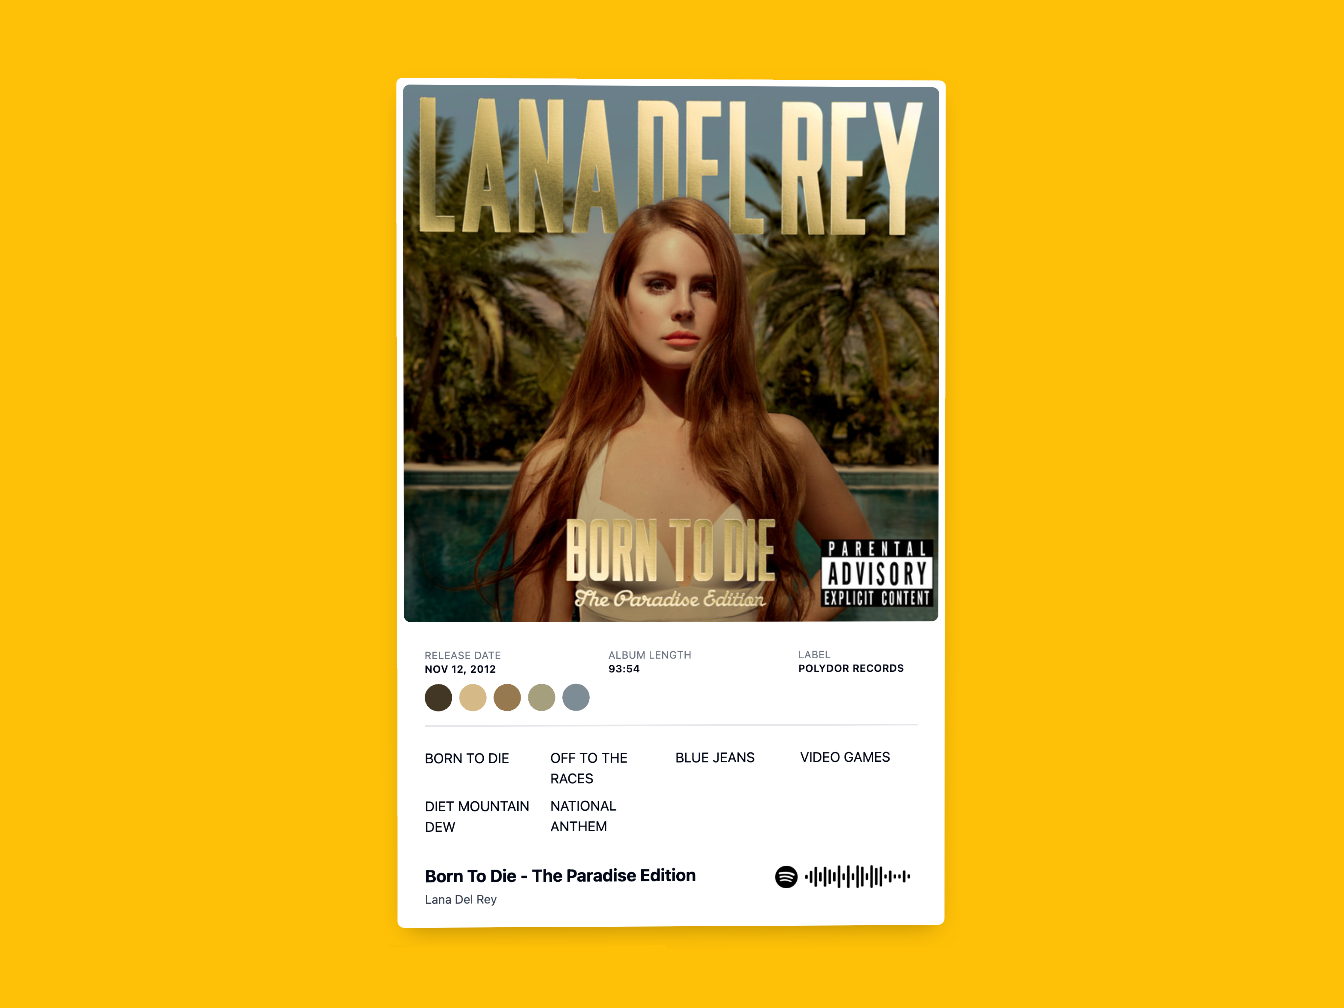 LANA DEL REY
BORN TO DIE
The Paradise Edition
PARENTAL
ADVISORY
EXPLICIT CONTENT
RELEASE DATE
NOV 12, 2012
ALBUM LENGTH
93:54
LABEL
POLYDOR RECORDS
BORN TO DIE
OFF TO THE
RACES
BLUE JEANS
VIDEO GAMES
DIET MOUNTAIN
DEW
NATIONAL
ANTHEM
Born To Die - The Paradise Edition
Lana Del Rey